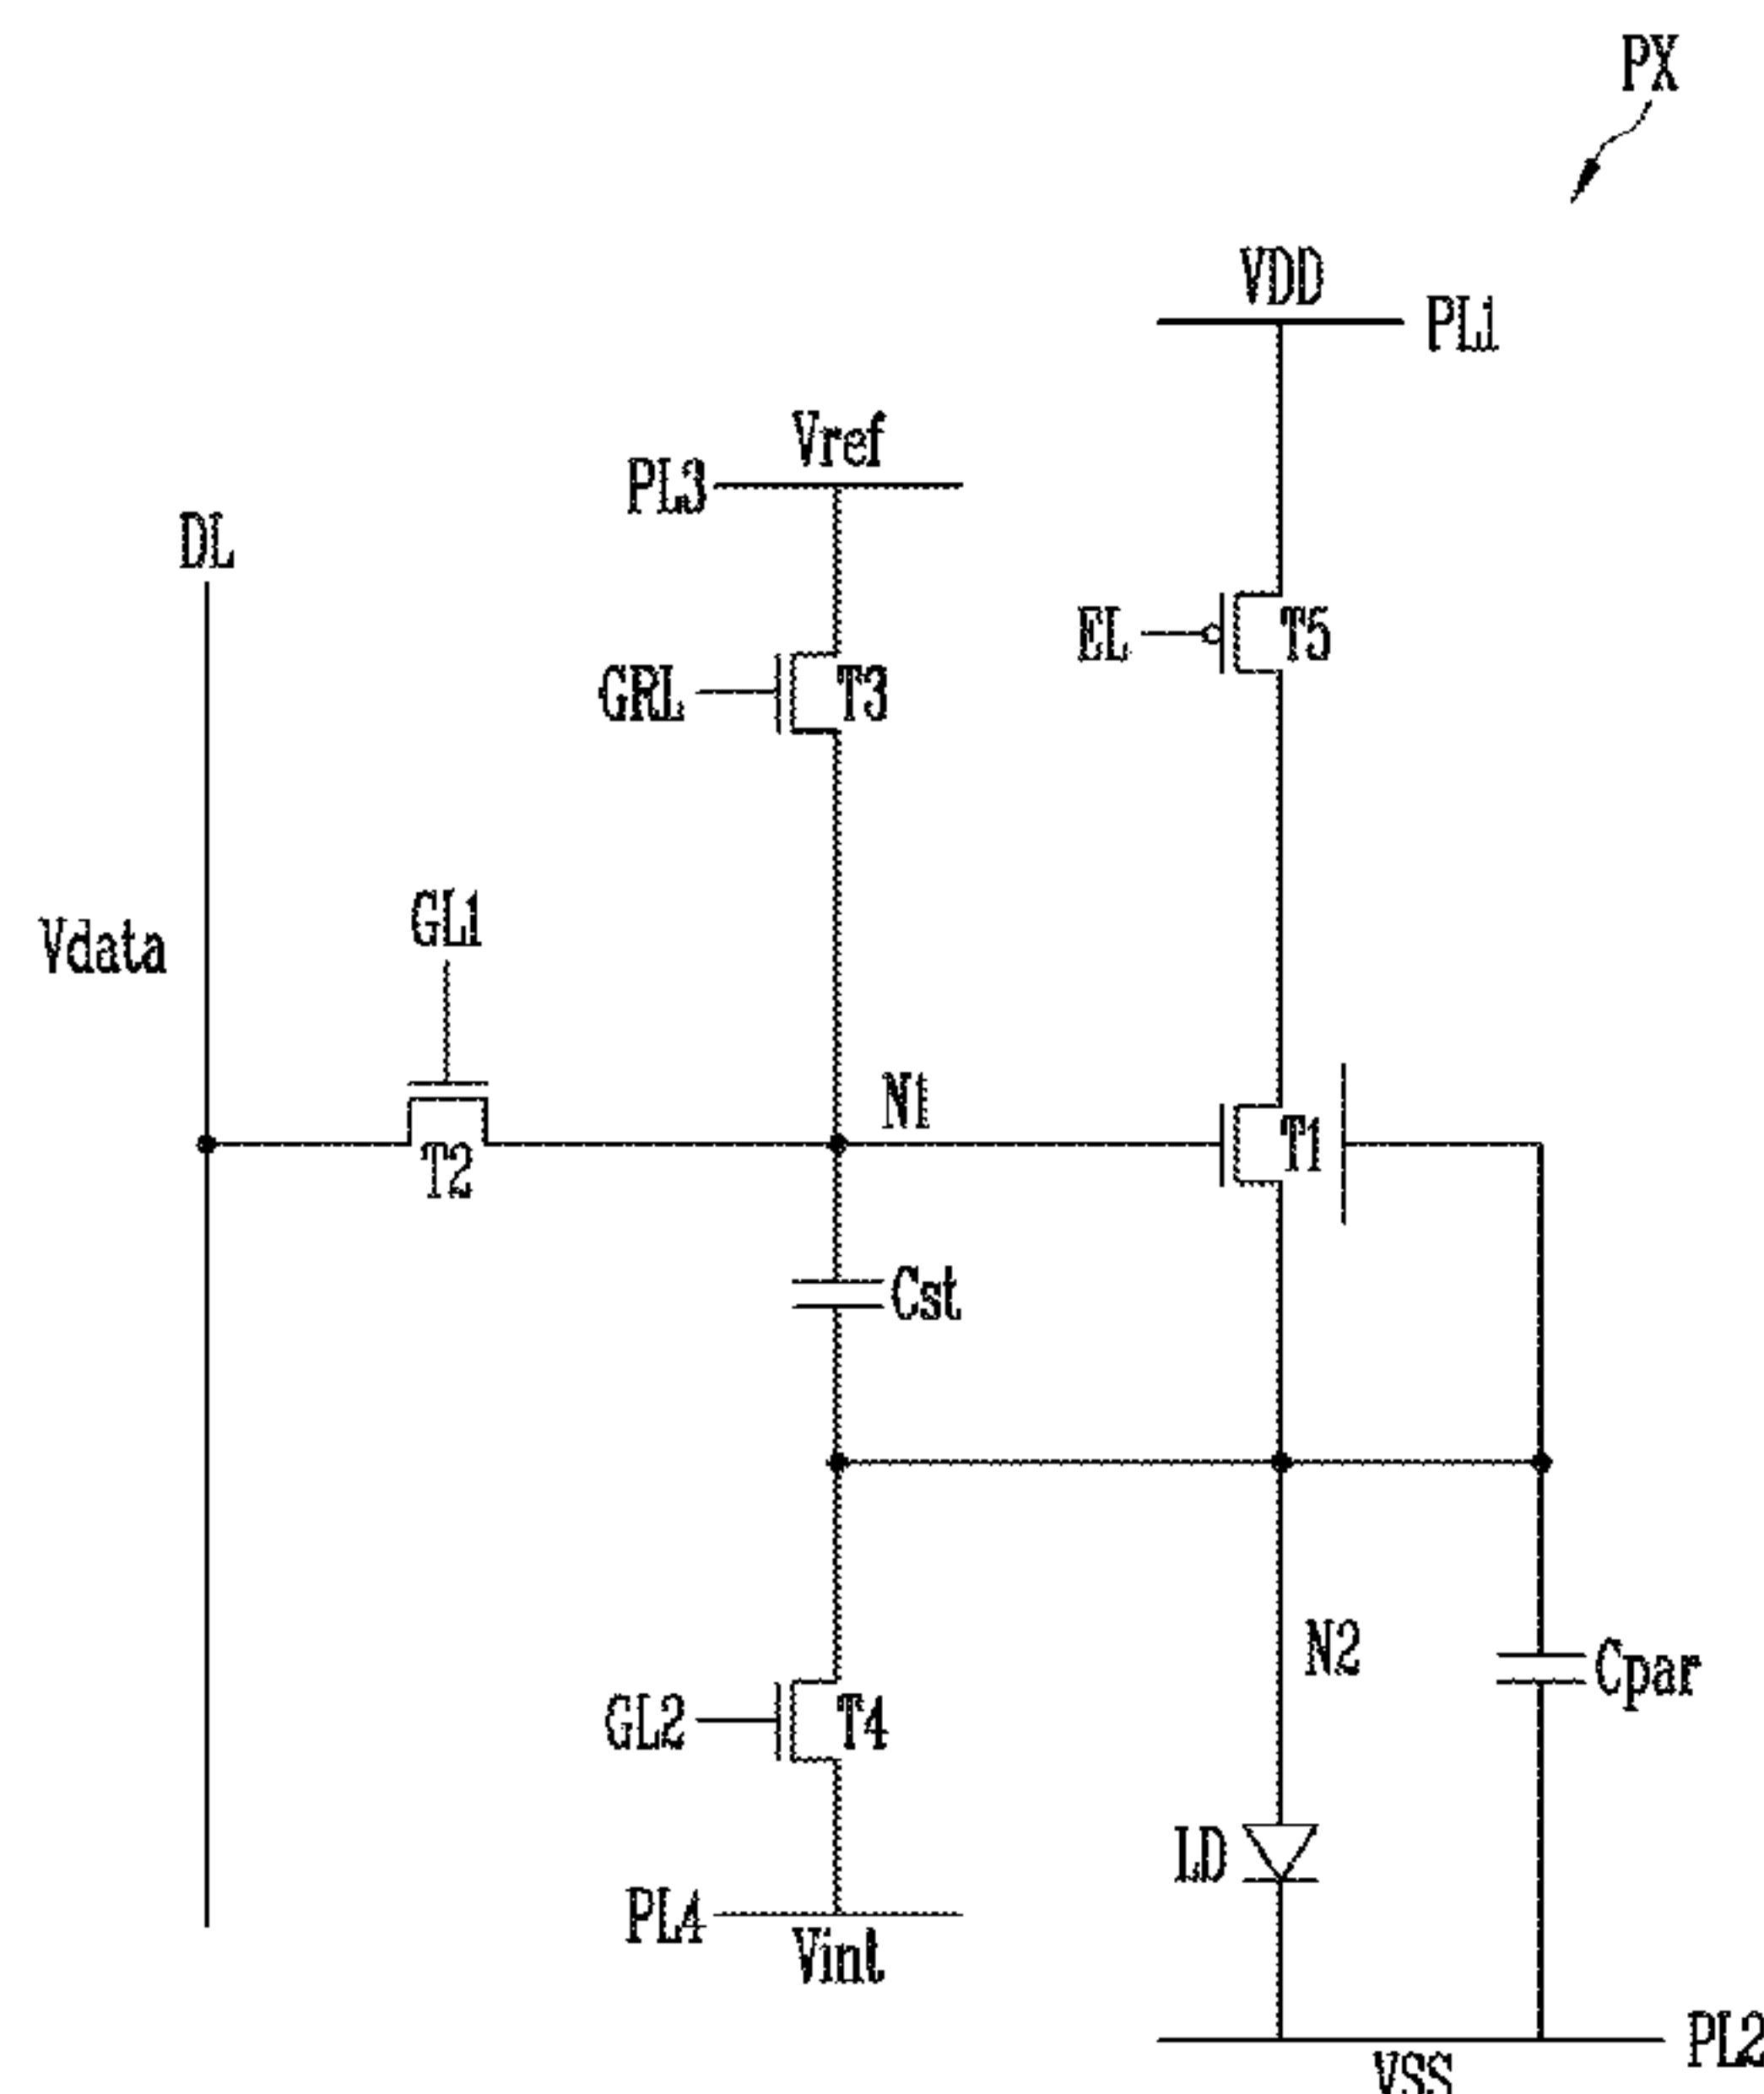 PX
VDD
PL1
Vref
PL3
DL
EL
T5
GRL
T3
GL1
Vdata
N1
T1
T2
Cst
N2
Cpar
GL2
T4
LD
PL4
Vint
PL2
VSS